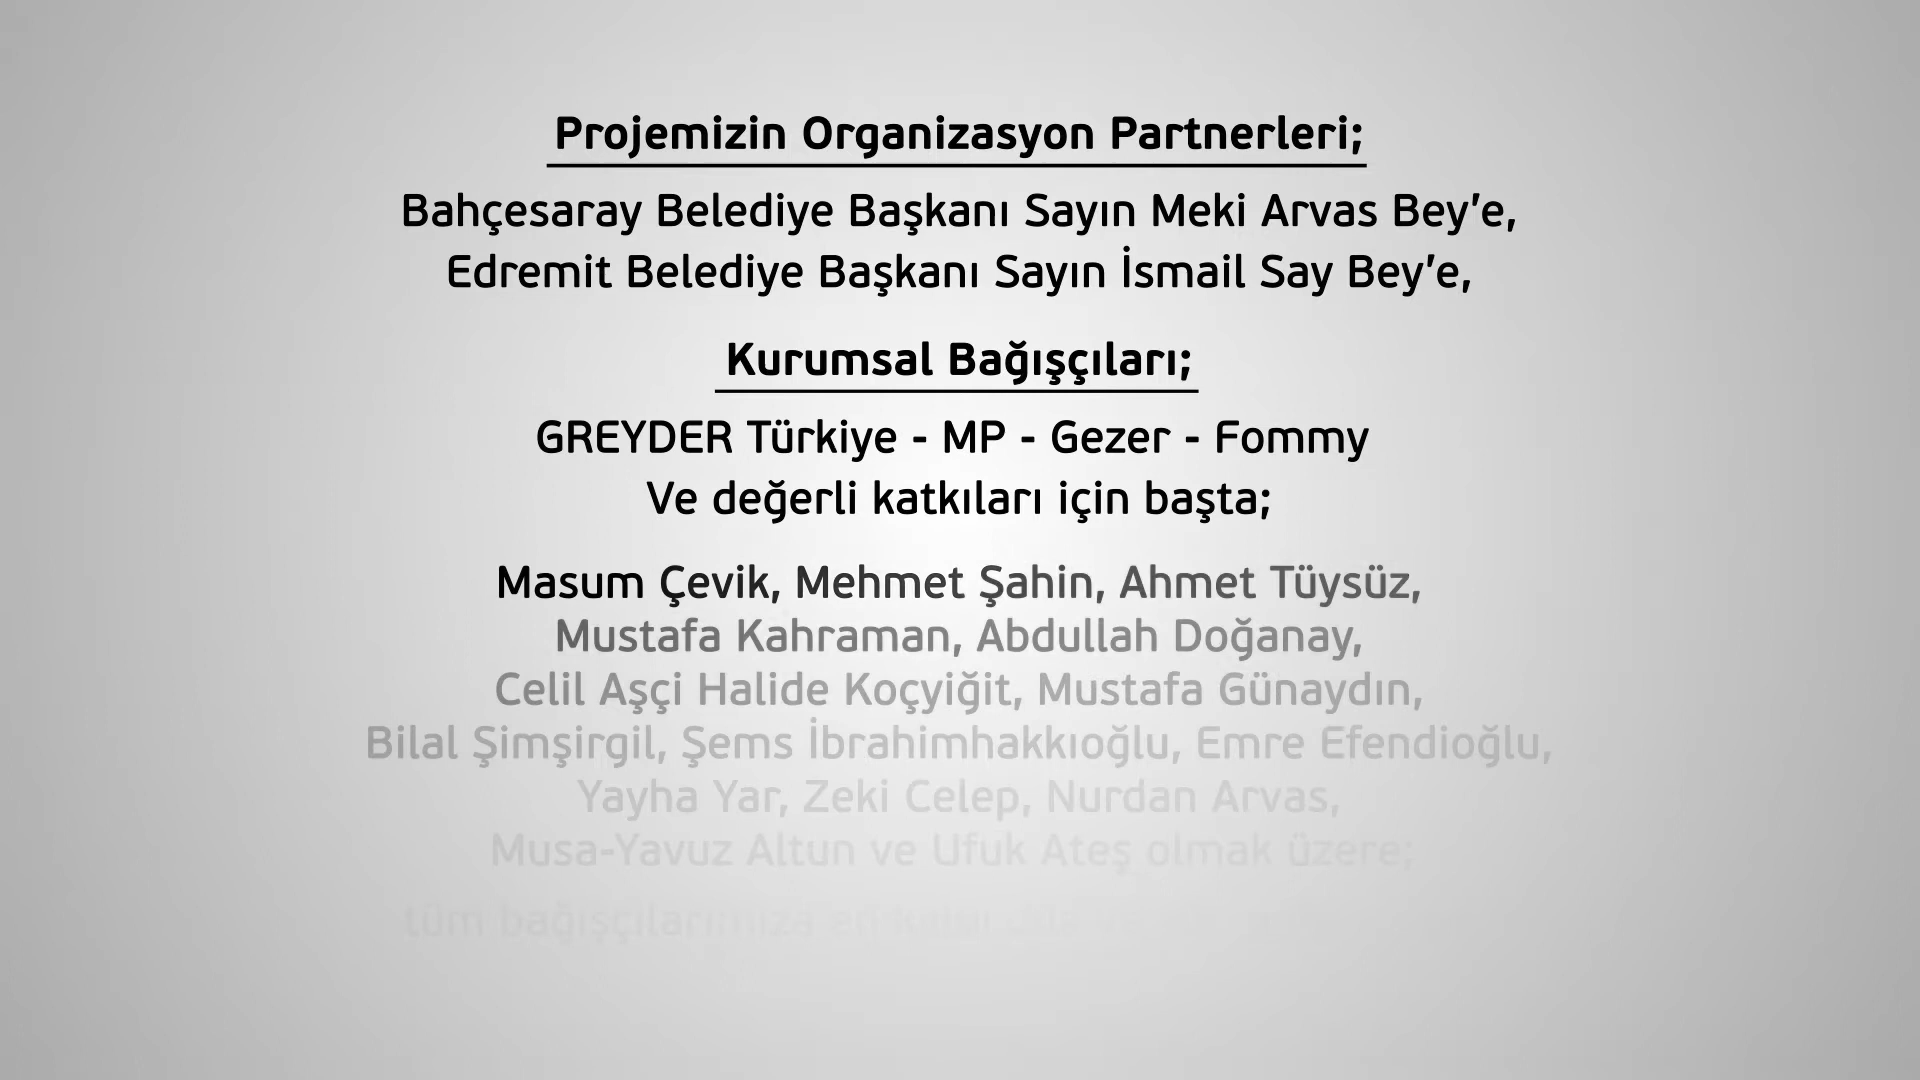 Projemizin Organizasyon Partnerleri;
Bahçesaray Belediye Başkanı Sayın Meki Arvas Bey'e,
Edremit Belediye Başkanı Sayın İsmail Say Bey'e,
Kurumsal Bağışçıları;
GREYDER Türkiye - MP - Gezer - Fommy
Ve değerli katkıları için başta;
Masum Çevik, Mehmet Şahin, Ahmet Tüysüz,
Mustafa Kahraman, Abdullah Doğanay,
Celil Aşçi Halide Koçyiğit, Mustafa Günaydın,
Bilal Şimşirgil, Şems İbrahimhakkıoğlu, Emre Efendioğlu,
Yayha Yar, Zeki Celep, Nurdan Arvas,
Musa-Yavuz Altun ve Ufuk Ateş olmak üzere;
tüm bağışçılarımıza en